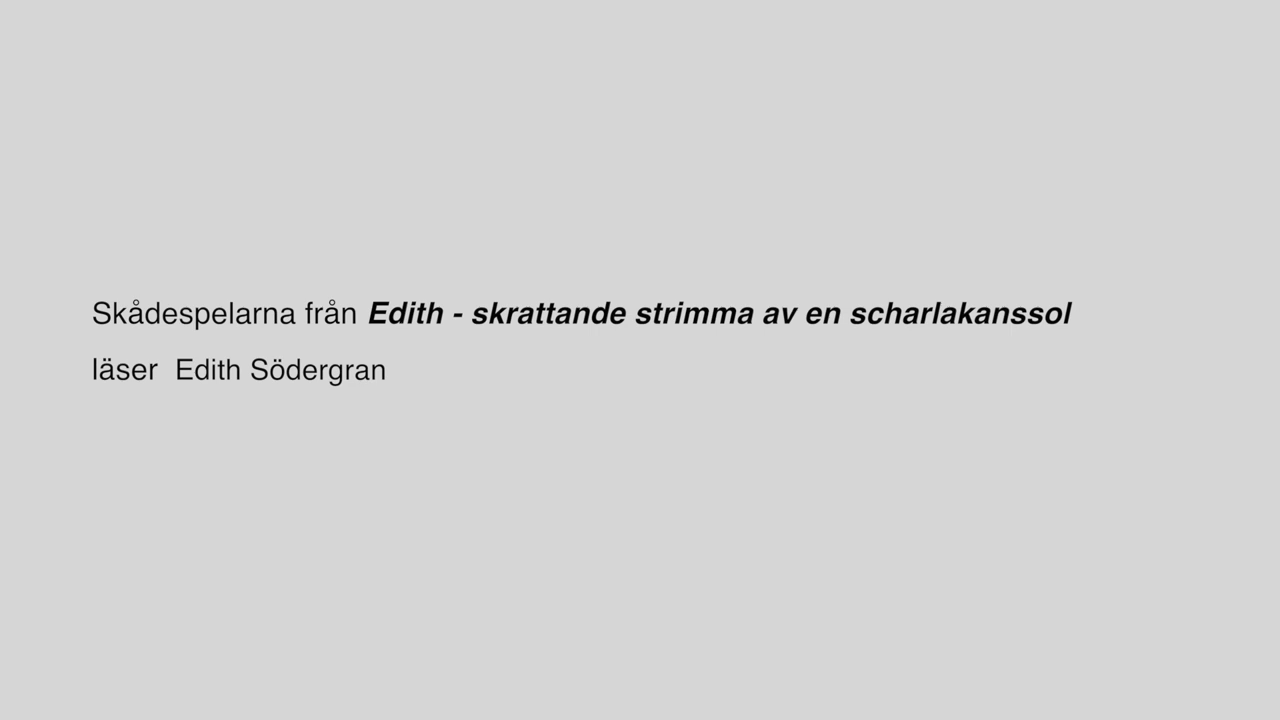 Skådespelarna från Edith - skrattande strimma av en scharlakanssol
läser  Edith Södergran